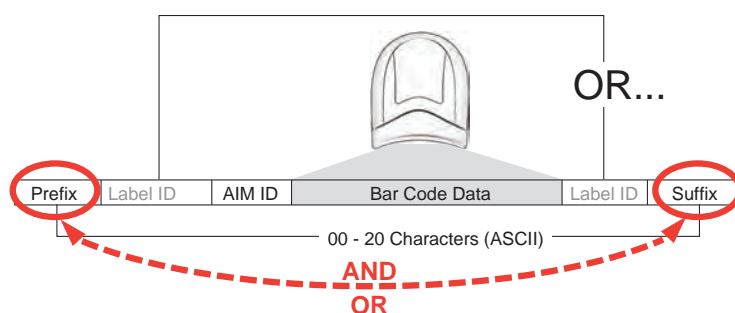 OR...
Prefix Label ID AIM ID Bar Code Data Label ID Suffix
00 - 20 Characters (ASCII)
AND
OR